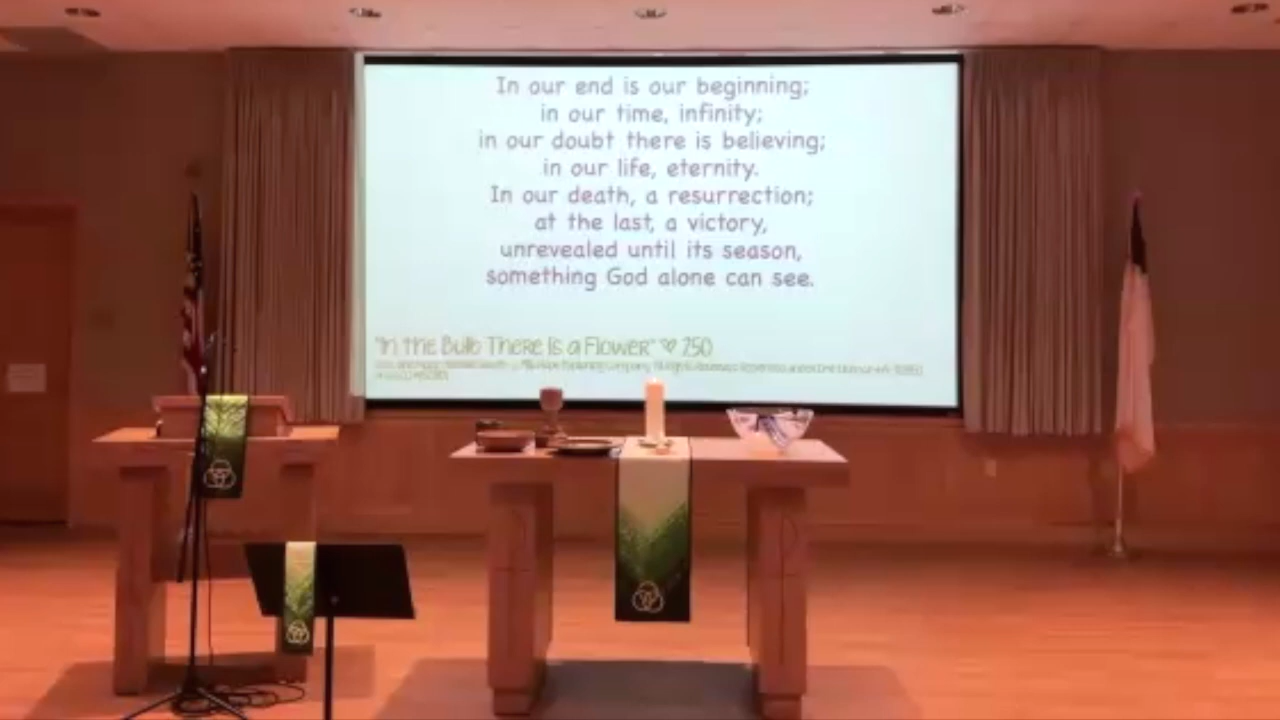 In our end is our beginning;
in our time, infinity;
in our doubt there is believing;
in our life, eternity.
In our death, a resurrection;
at the last, a victory,
unrevealed until its season,
something God alone can see.
"In the Bulb There Is a Flower" ♡ 250